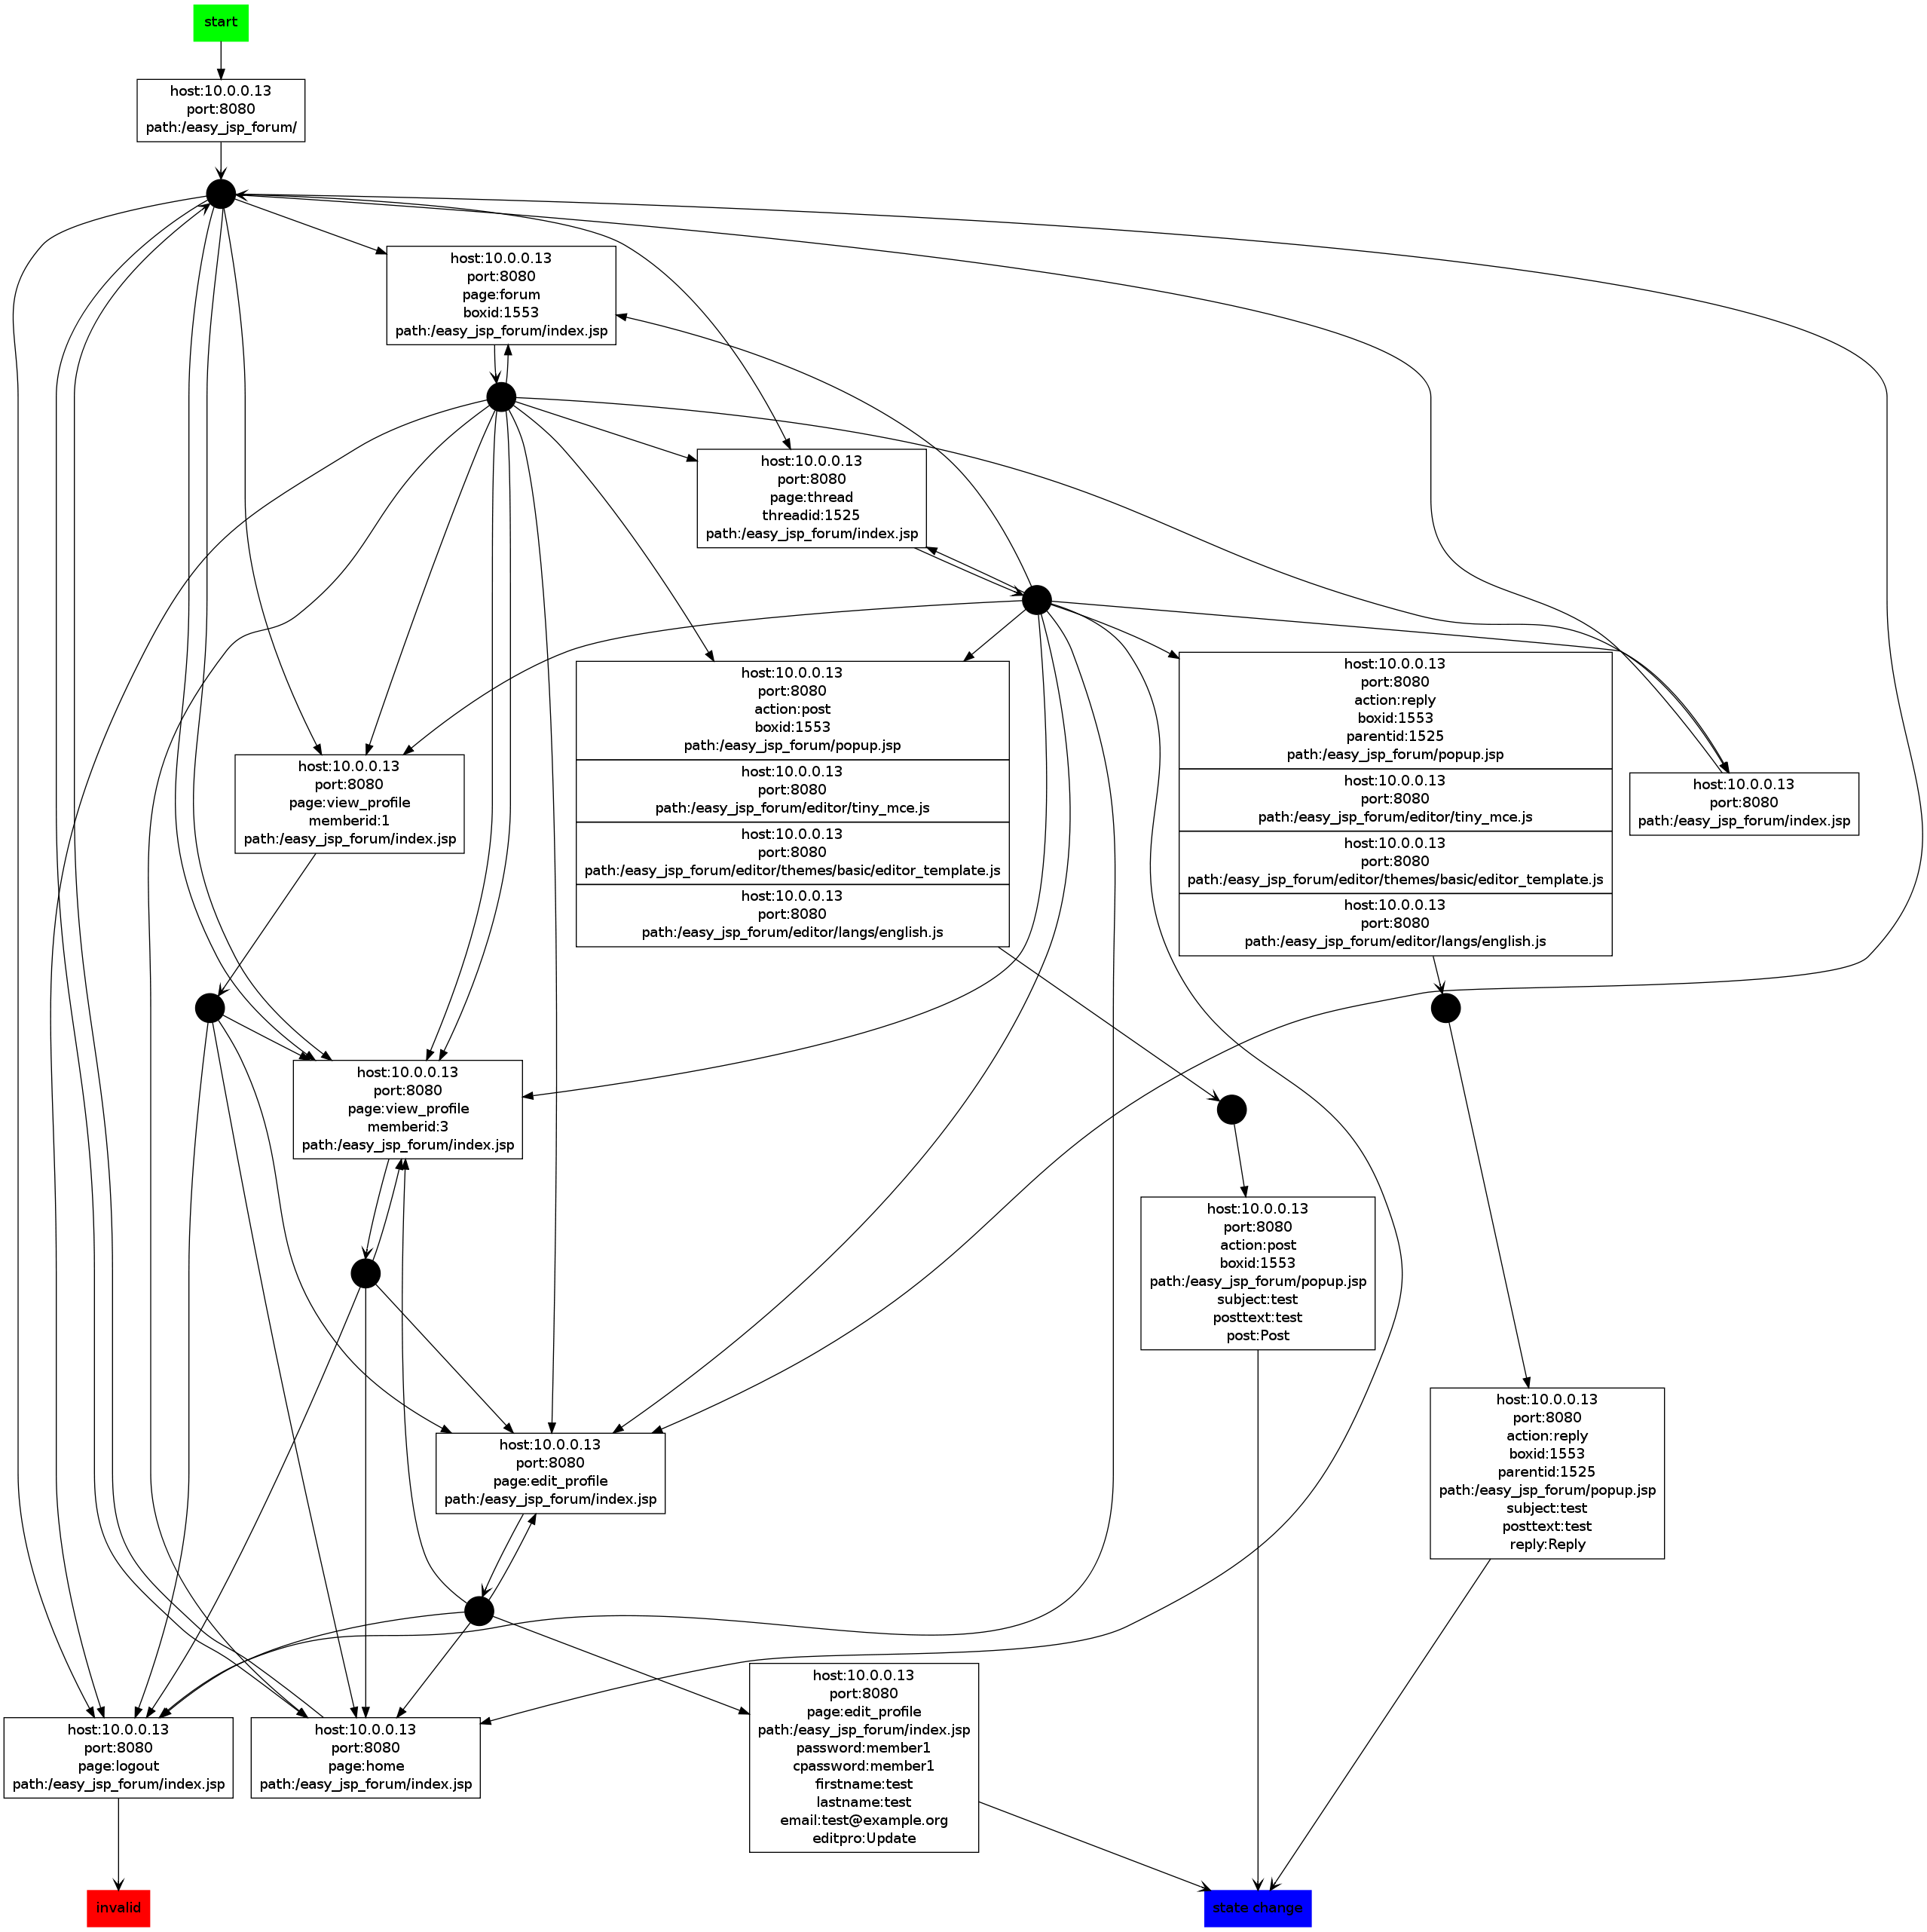 start
host:10.0.0.13
port:8080
path:/easy_jsp_forum/
host:10.0.0.13
port:8080
page:forum
boxid:1553
path:/easy_jsp_forum/index.jsp
host:10.0.0.13
port:8080
page:thread
threadid:1525
path:/easy_jsp_forum/index.jsp
host:10.0.0.13
port:8080
page:view_profile
memberid:1
path:/easy_jsp_forum/index.jsp
host:10.0.0.13
port:8080
action:post
boxid:1553
path:/easy_jsp_forum/popup.jsp
host:10.0.0.13
port:8080
path:/easy_jsp_forum/editor/tiny_mce.js
host:10.0.0.13
port:8080
path:/easy_jsp_forum/editor/themes/basic/editor_template.js
host:10.0.0.13
port:8080
path:/easy_jsp_forum/editor/langs/english.js
host:10.0.0.13
port:8080
action:reply
boxid:1553
parentid:1525
path:/easy_jsp_forum/popup.jsp
host:10.0.0.13
port:8080
path:/easy_jsp_forum/editor/tiny_mce.js
host:10.0.0.13
port:8080
path:/easy_jsp_forum/editor/themes/basic/editor_template.js
host:10.0.0.13
port:8080
path:/easy_jsp_forum/editor/langs/english.js
host:10.0.0.13
port:8080
path:/easy_jsp_forum/index.jsp
host:10.0.0.13
port:8080
page:view_profile
memberid:3
path:/easy_jsp_forum/index.jsp
host:10.0.0.13
port:8080
action:post
boxid:1553
path:/easy_jsp_forum/popup.jsp
subject:test
posttext:test
post:Post
host:10.0.0.13
port:8080
action:reply
boxid:1553
parentid:1525
path:/easy_jsp_forum/popup.jsp
subject:test
posttext:test
reply:Reply
host:10.0.0.13
port:8080
page:edit_profile
path:/easy_jsp_forum/index.jsp
host:10.0.0.13
port:8080
page:logout
path:/easy_jsp_forum/index.jsp
host:10.0.0.13
port:8080
page:home
path:/easy_jsp_forum/index.jsp
host:10.0.0.13
port:8080
page:edit_profile
path:/easy_jsp_forum/index.jsp
password:member1
cpassword:member1
firstname:test
lastname:test
email:test@example.org
editpro:Update
invalid
state change